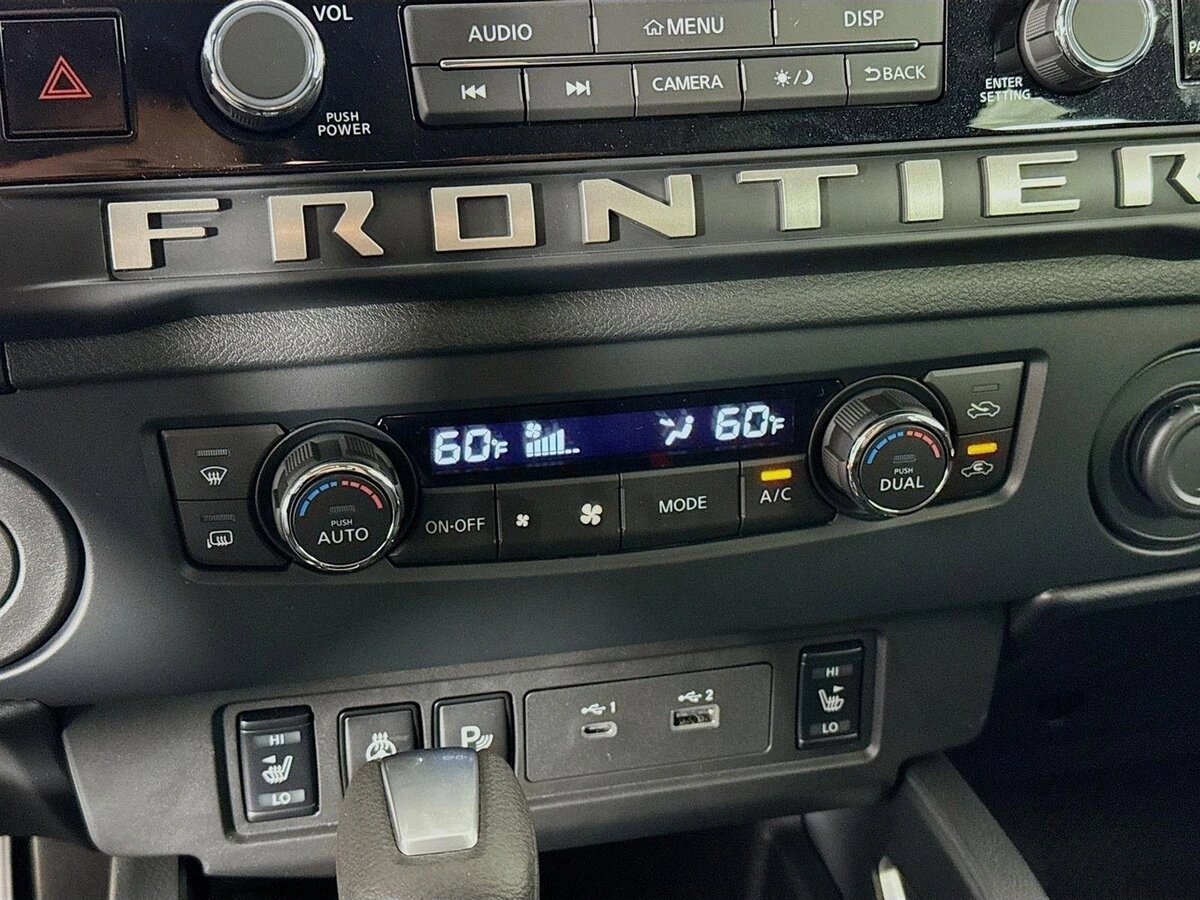 VOL
PUSH
POWER
AUDIO
MENU
DISP
CAMERA
BACK
ENTER
SETTING
FRONTIER
60°F
60°F
PUSH
AUTO
ON·OFF
MODE
A/C
PUSH
DUAL
HI
LO
P
1
2
HI
LO